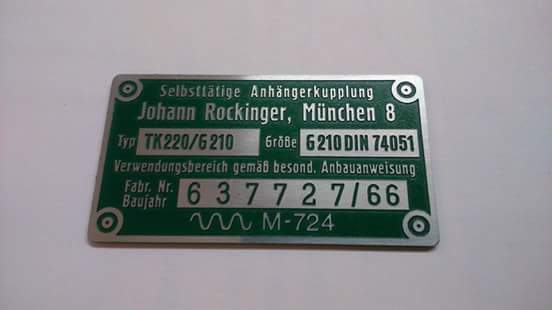 Selbsttätige Anhängerkupplung
Johann Rockinger, München 8
Typ TK220/G210 Größe G210 DIN 74051
Verwendungsbereich gemäß besond. Anbauanweisung
Fabr. Nr.
Baujahr 637727/66
M-724